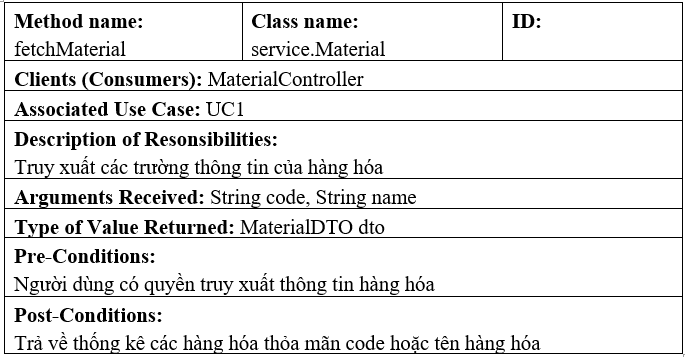 Method name:
Class name:
ID:
fetchMaterial
service.Material
Clients (Consumers): MaterialController
Associated Use Case: UC1
Description of Resonsibilities:
Truy xuất các trường thông tin của hàng hóa
Arguments Received: String code, String name
Type of Value Returned: MaterialDTO dto
Pre-Conditions:
Người dùng có quyền truy xuất thông tin hàng hóa
Post-Conditions:
Trả về thống kê các hàng hóa thỏa mãn code hoặc tên hàng hóa